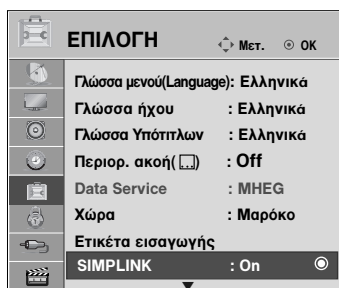 ΕΠΙΛΟΓΗ Μετ. OK
Γλώσσα μενού(Language): Ελληνικά
Γλώσσα ήχου : Ελληνικά
Γλώσσα Υπότιτλων : Ελληνικά
Περιορ. ακοή( ) : Off
Data Service : MHEG
Χώρα : Μαρόκο
Ετικέτα εισαγωγής
SIMPLINK : On